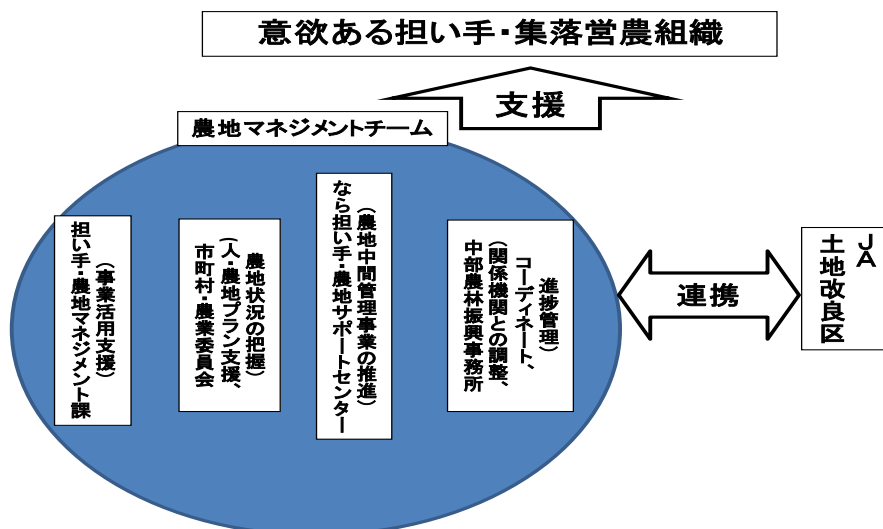 意欲ある担い手・集落営農組織
支援
農地マネジメントチーム
担い手・農地マネジメント課
（事業活用支援）
市町村・農業委員会
（人・農地プラン支援、
農地状況の把握）
なら担い手・農地サポートセンター
（農地中間管理事業の推進）
中部農林振興事務所
（関係機関との調整、
コーディネート、
進捗管理）
連携
JA
土地改良区